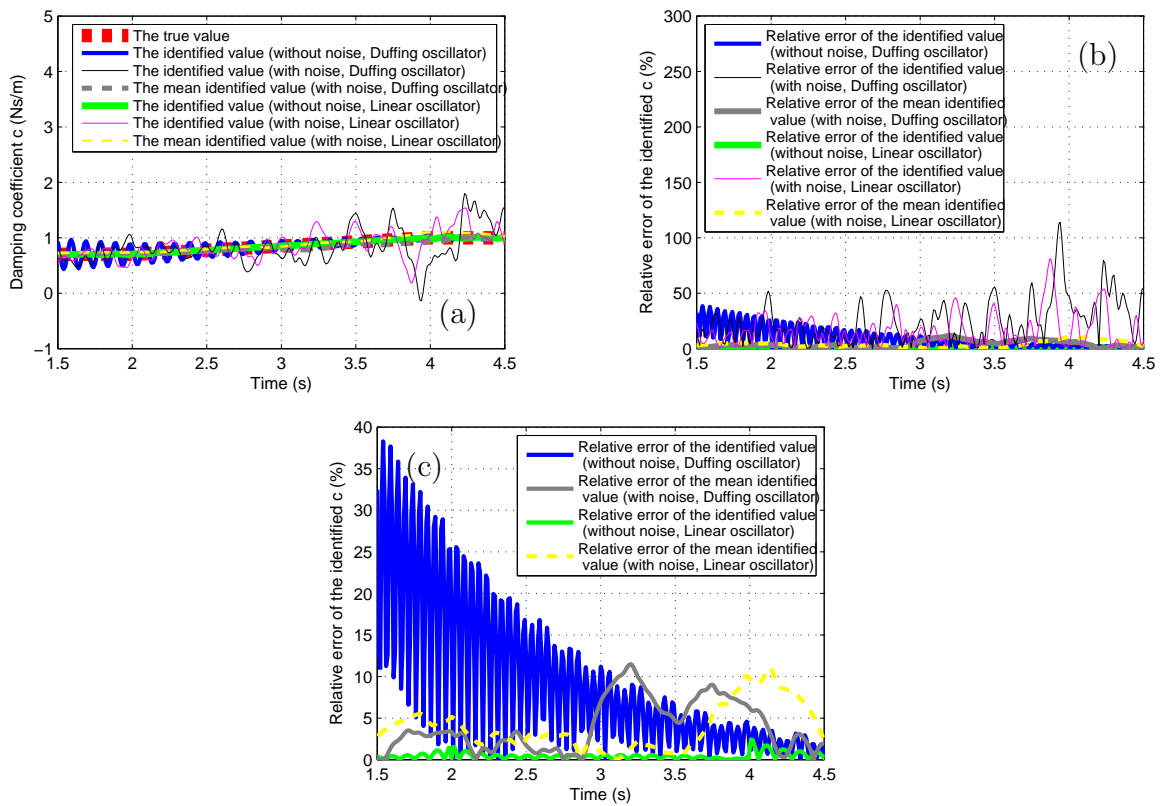 5
4
3
2
1
0
−1
1.5 2 2.5 3 3.5 4 4.5
Time (s)
Damping coefficient c (Ns/m)
The true value
The identified value (without noise, Duffing oscillator)
The identified value (with noise, Duffing oscillator)
The mean identified value (with noise, Duffing oscillator)
The identified value (without noise, Linear oscillator)
The identified value (with noise, Linear oscillator)
The mean identified value (with noise, Linear oscillator)
(a)
300
250
200
150
100
50
0
1.5 2 2.5 3 3.5 4 4.5
Time (s)
Relative error of the identified c (%)
Relative error of the identified value
(without noise, Duffing oscillator)
Relative error of the identified value
(with noise, Duffing oscillator)
Relative error of the mean identified
value (with noise, Duffing oscillator)
Relative error of the identified value
(without noise, Linear oscillator)
Relative error of the identified value
(with noise, Linear oscillator)
Relative error of the mean identified
value (with noise, Linear oscillator)
(b)
40
35
30
25
20
15
10
5
0
1.5 2 2.5 3 3.5 4 4.5
Time (s)
Relative error of the identified c (%)
(c)
Relative error of the identified value
(without noise, Duffing oscillator)
Relative error of the mean identified
value (with noise, Duffing oscillator)
Relative error of the identified value
(without noise, Linear oscillator)
Relative error of the mean identified
value (with noise, Linear oscillator)